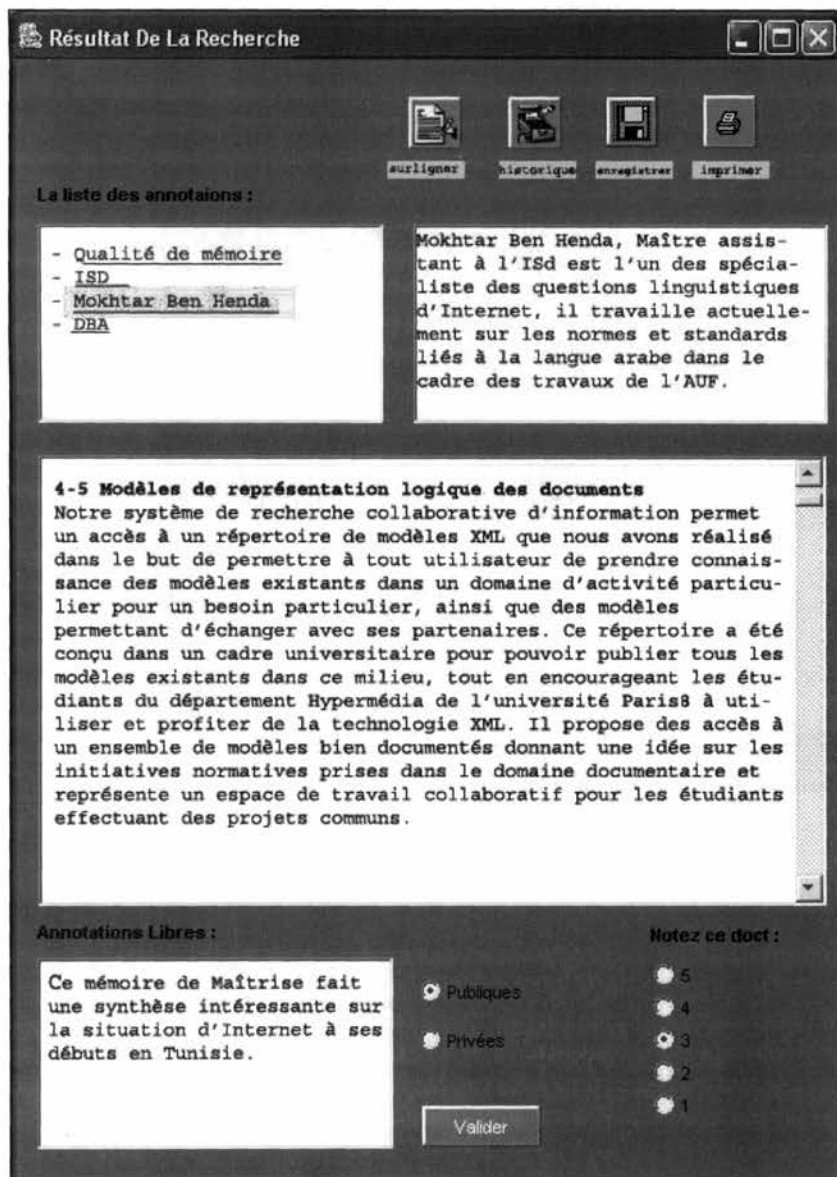 Résultat De La Recherche
surligner historique enregistrer imprimer
La liste des annotaions :
- Qualité de mémoire
- ISD
- Mokhtar Ben Henda
- DBA
Mokhtar Ben Henda, Maître assis-
tant à l'ISd est l'un des spécia-
liste des questions linguistiques
d'Internet, il travaille actuelle-
ment sur les normes et standards
liés à la langue arabe dans le
cadre des travaux de l'AUF.
4-5 Modèles de représentation logique des documents
Notre système de recherche collaborative d'information permet
un accès à un répertoire de modèles XML que nous avons réalisé
dans le but de permettre à tout utilisateur de prendre connais-
sance des modèles existants dans un domaine d'activité particu-
lier pour un besoin particulier, ainsi que des modèles
permettant d'échanger avec ses partenaires. Ce répertoire a été
conçu dans un cadre universitaire pour pouvoir publier tous les
modèles existants dans ce milieu, tout en encourageant les étu-
diants du département Hypermédia de l'université Paris8 à uti-
liser et profiter de la technologie XML. Il propose des accès à
un ensemble de modèles bien documentés donnant une idée sur les
initiatives normatives prises dans le domaine documentaire et
représente un espace de travail collaboratif pour les étudiants
effectuant des projets communs.
Annotations Libres :
Ce mémoire de Maîtrise fait
une synthèse intéressante sur
la situation d'Internet à ses
débuts en Tunisie.
Publiques
Privées
Valider
Notez ce doct :
5
4
3
2
1